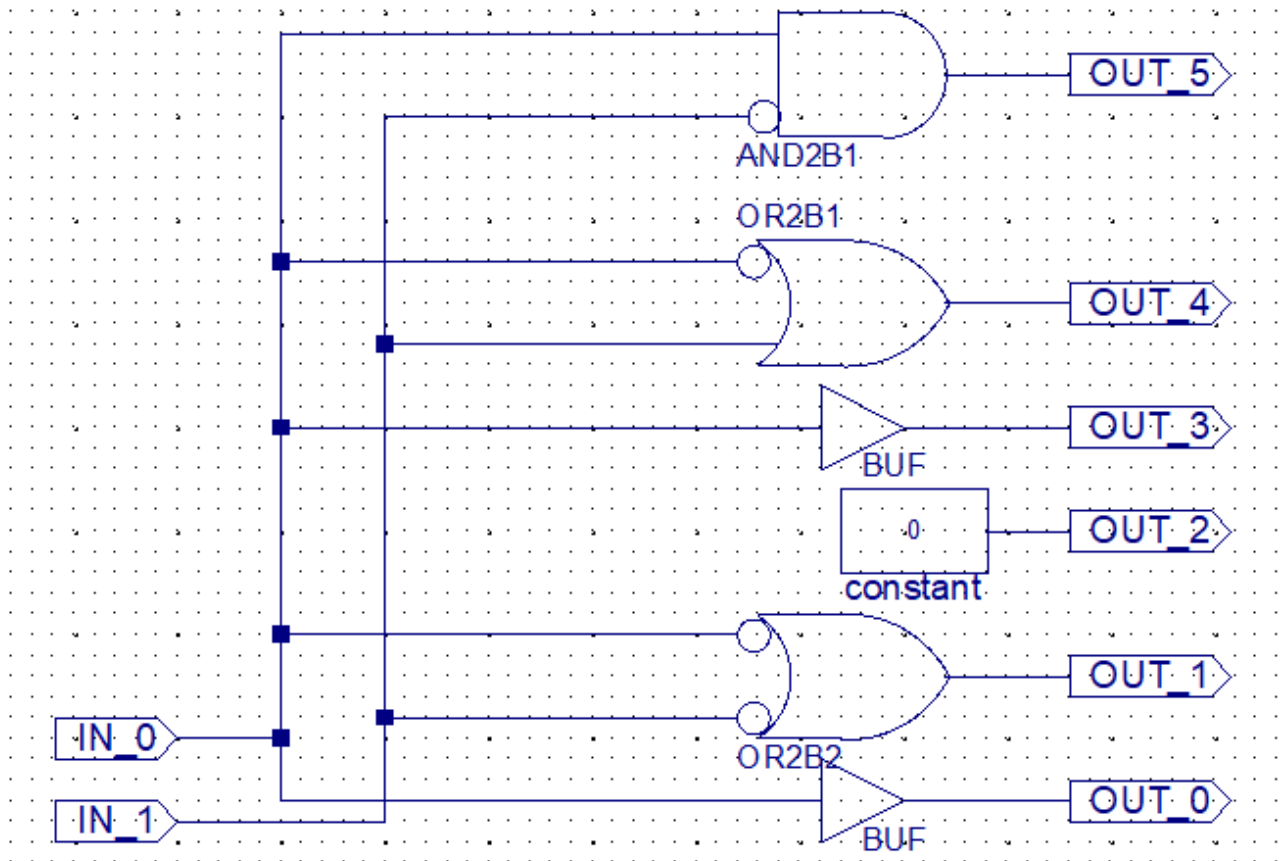 OUT_5
AND2B1
OR2B1
OUT_4
OUT_3
BUF
0
OUT_2
constant
OUT_1
IN_0
OR2B2
OUT_0
IN_1
BUF